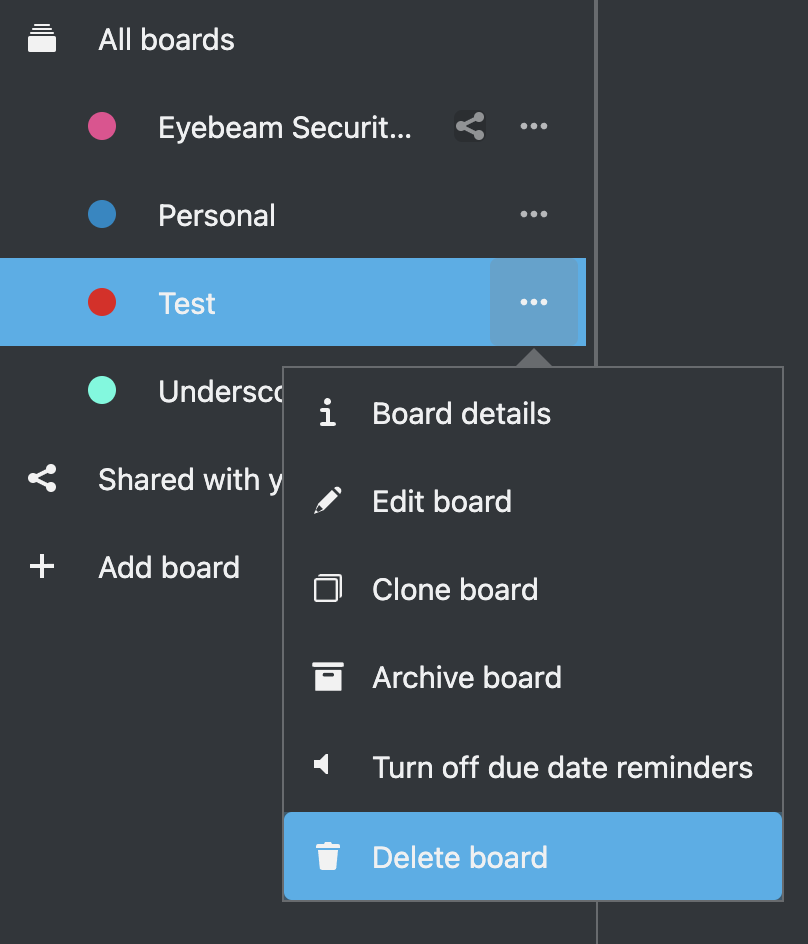 All boards
Eyebeam Securit...
Personal
Test
Board details
Edit board
Shared with
Add board
Clone board
Archive board
Turn off due date reminders
Delete board